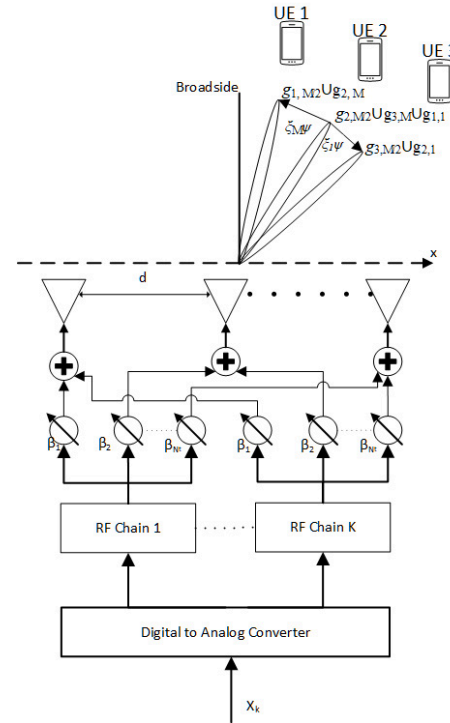 UE 1
UE 2
UE 3
Broadside
g1, M2Ug2, M
g2,M2Ug3,MUg1,1
ξMψ
ξ1ψ
g3,M2Ug2,1
x
d
β1
β2
βNt
β1
β2
βNt
RF Chain 1
RF Chain K
Digital to Analog Converter
Xk